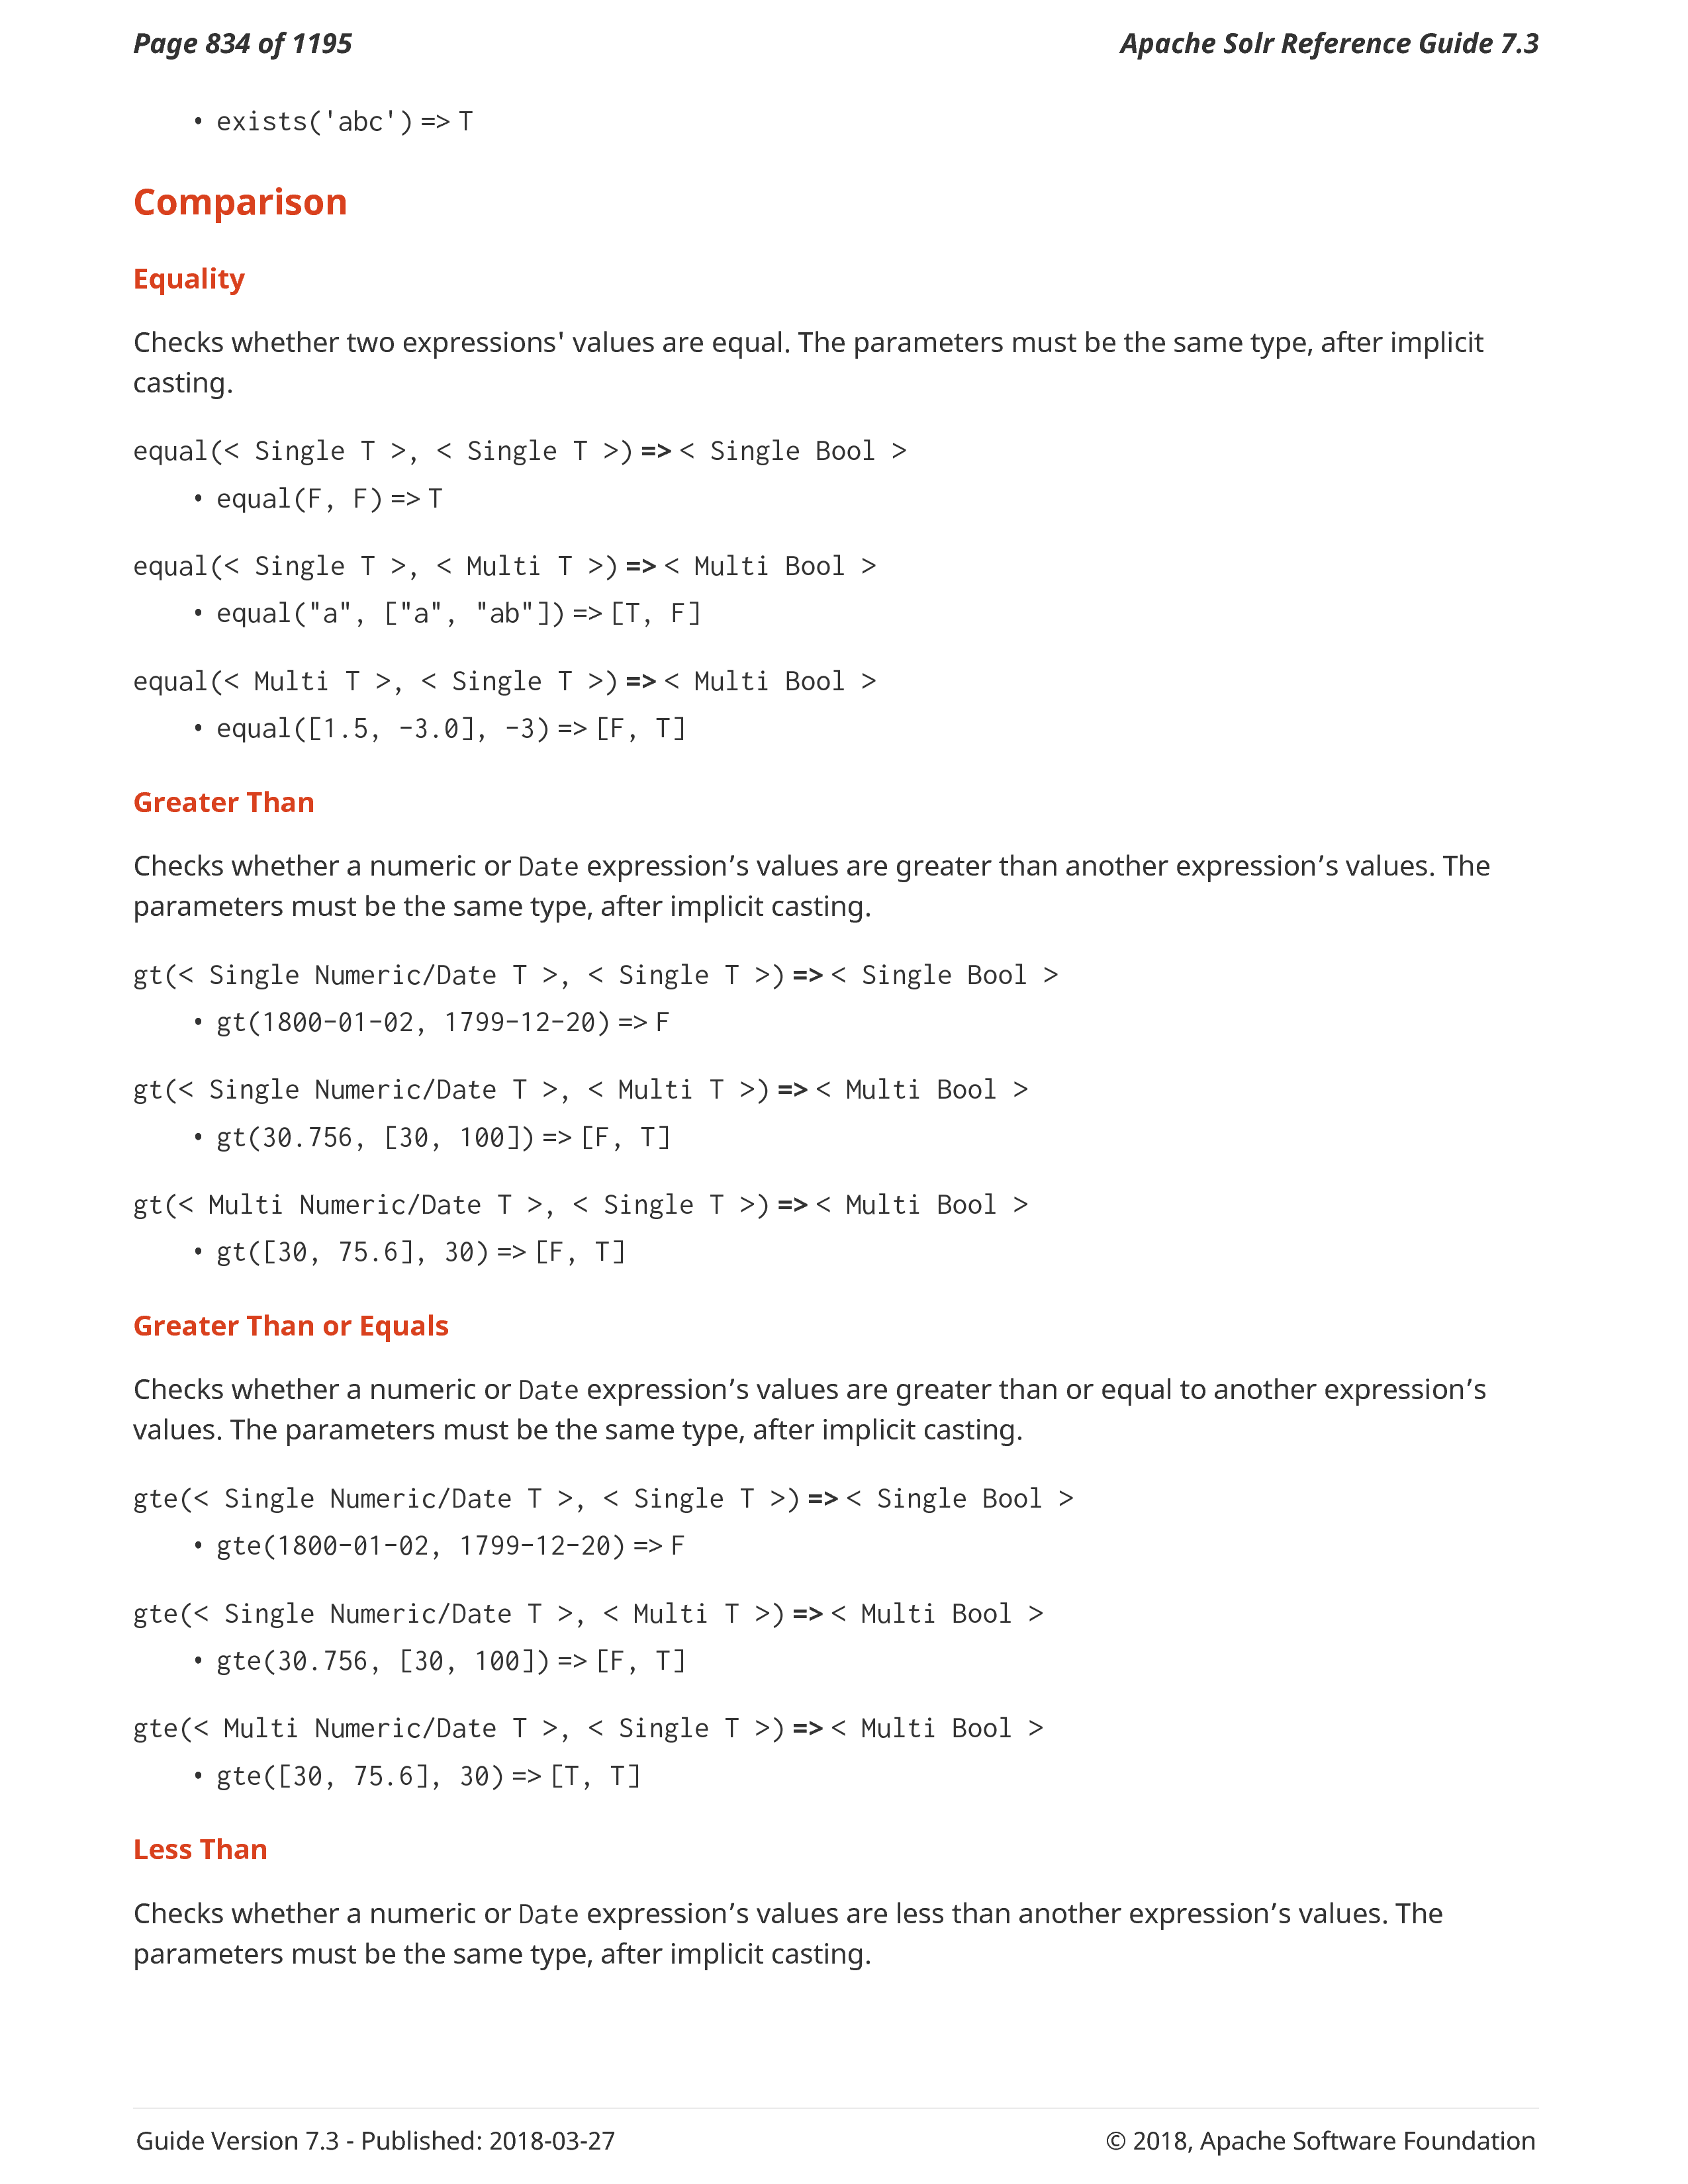 Page 834 of 1195
Apache Solr Reference Guide 7.3
• exists('abc') => T
Comparison
Equality
Checks whether two expressions' values are equal. The parameters must be the same type, after implicit
casting.
equal(< Single T >, < Single T >) => < Single Bool >
• equal(F, F) => T
equal(< Single T >, < Multi T >) => < Multi Bool >
• equal("a", ["a", "ab"]) => [T, F]
equal(< Multi T >, < Single T >) => < Multi Bool >
• equal([1.5, -3.0], -3) => [F, T]
Greater Than
Checks whether a numeric or Date expression’s values are greater than another expression’s values. The
parameters must be the same type, after implicit casting.
gt(< Single Numeric/Date T >, < Single T >) => < Single Bool >
• gt(1800-01-02, 1799-12-20) => F
gt(< Single Numeric/Date T >, < Multi T >) => < Multi Bool >
• gt(30.756, [30, 100]) => [F, T]
gt(< Multi Numeric/Date T >, < Single T >) => < Multi Bool >
• gt([30, 75.6], 30) => [F, T]
Greater Than or Equals
Checks whether a numeric or Date expression’s values are greater than or equal to another expression’s
values. The parameters must be the same type, after implicit casting.
gte(< Single Numeric/Date T >, < Single T >) => < Single Bool >
• gte(1800-01-02, 1799-12-20) => F
gte(< Single Numeric/Date T >, < Multi T >) => < Multi Bool >
• gte(30.756, [30, 100]) => [F, T]
gte(< Multi Numeric/Date T >, < Single T >) => < Multi Bool >
• gte([30, 75.6], 30) => [T, T]
Less Than
Checks whether a numeric or Date expression’s values are less than another expression’s values. The
parameters must be the same type, after implicit casting.
Guide Version 7.3 - Published: 2018-03-27
© 2018, Apache Software Foundation